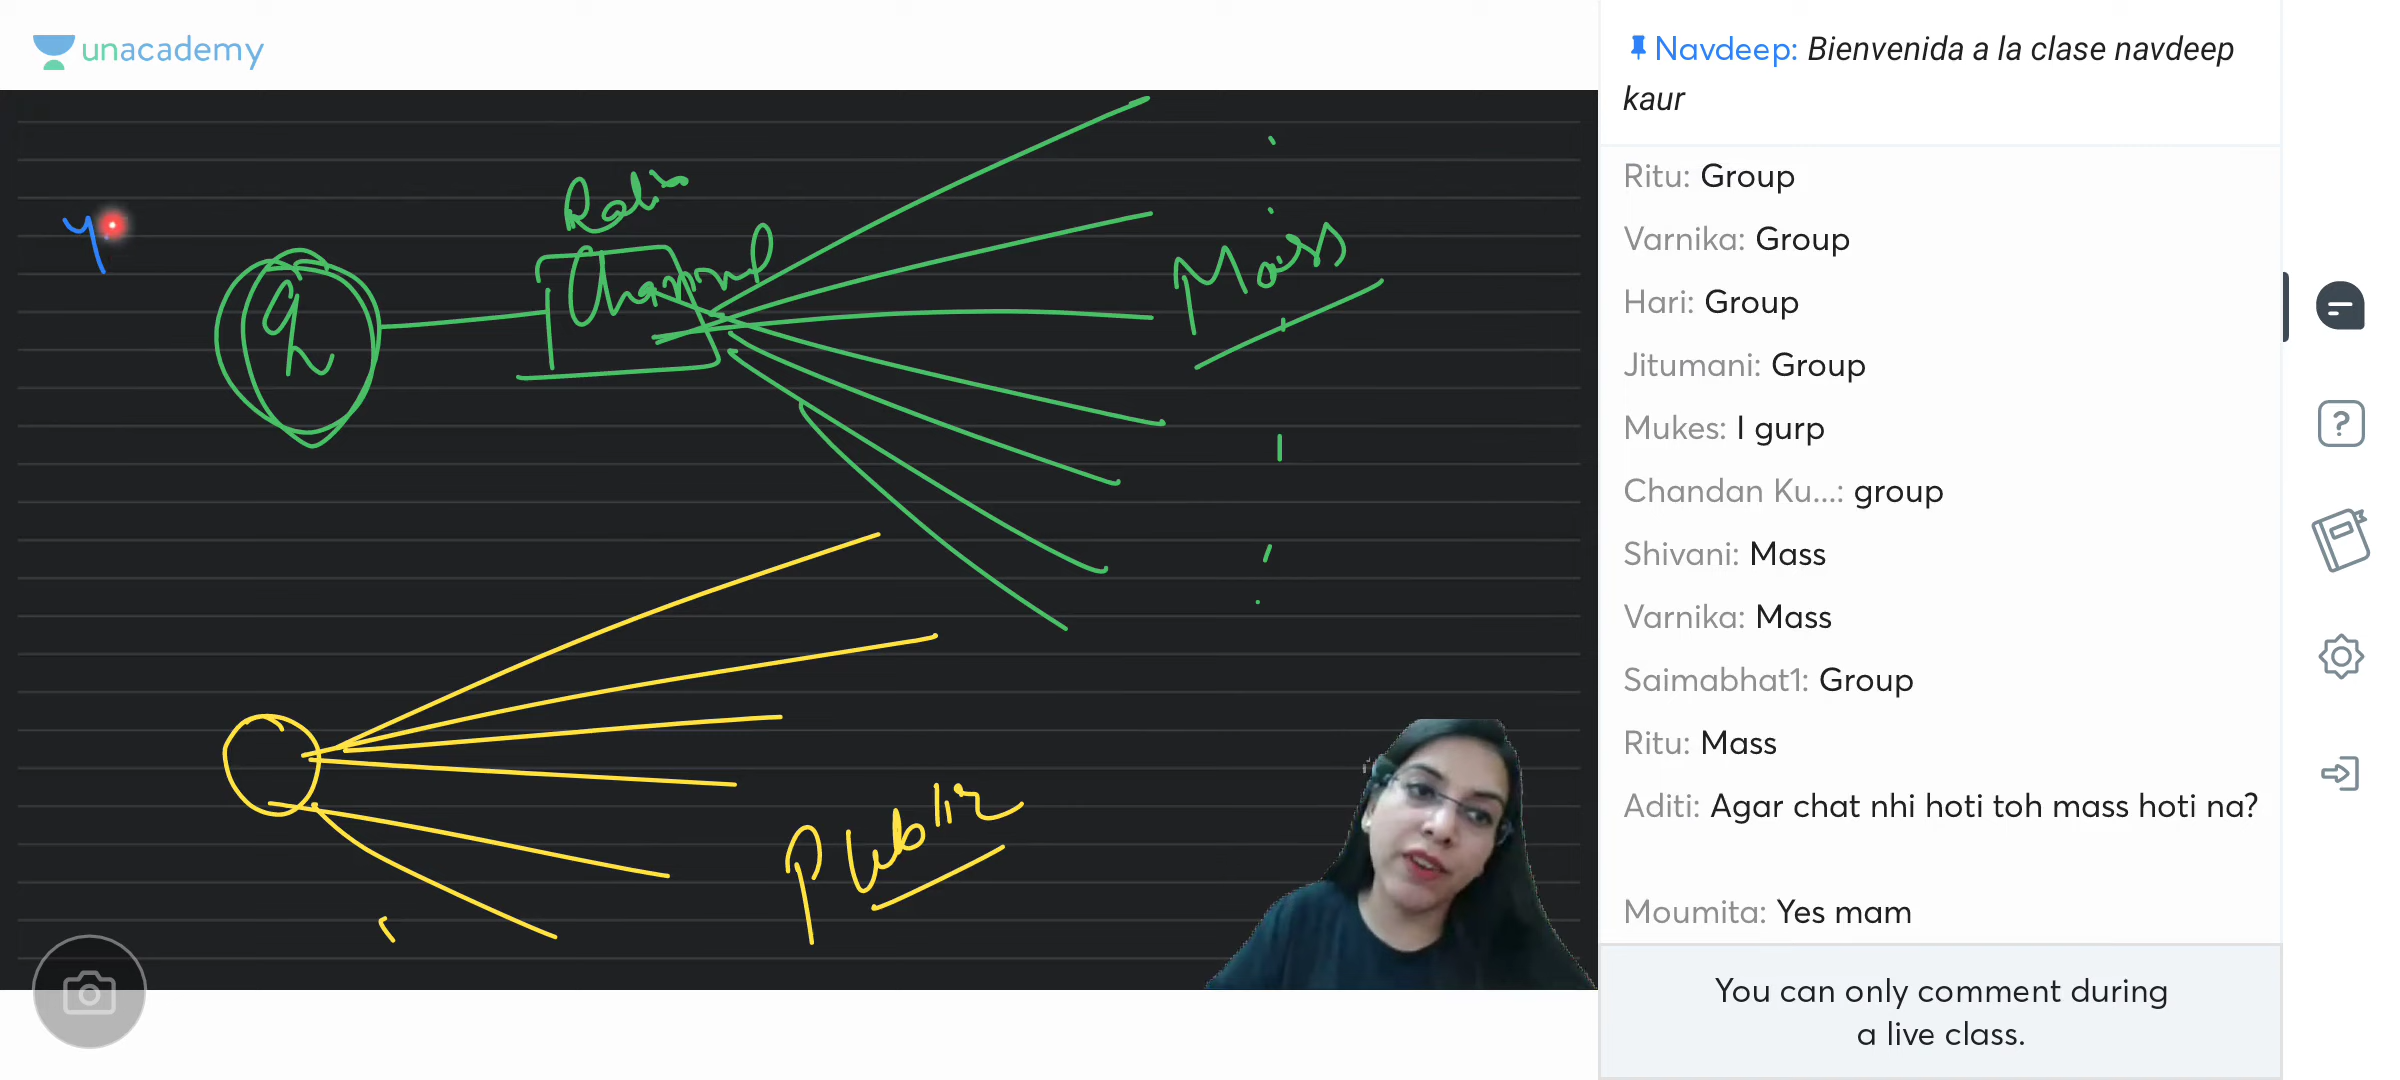 unacademy
Radio
Channel
Mass
Public
Navdeep: Bienvenida a la clase navdeep
kaur
Ritu: Group
Varnika: Group
Hari: Group
Jitumani: Group
Mukes: I gurp
Chandan Ku...: group
Shivani: Mass
Varnika: Mass
Saimabhat1: Group
Ritu: Mass
Aditi: Agar chat nhi hoti toh mass hoti na?
Moumita: Yes mam
You can only comment during
a live class.